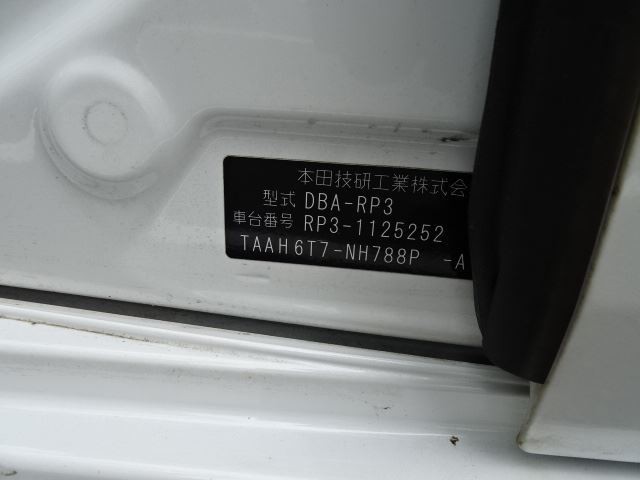 本田技研工業株式会
型式 DBA-RP3
車台番号 RP3-1125252
TAAH6T7-NH788P -A